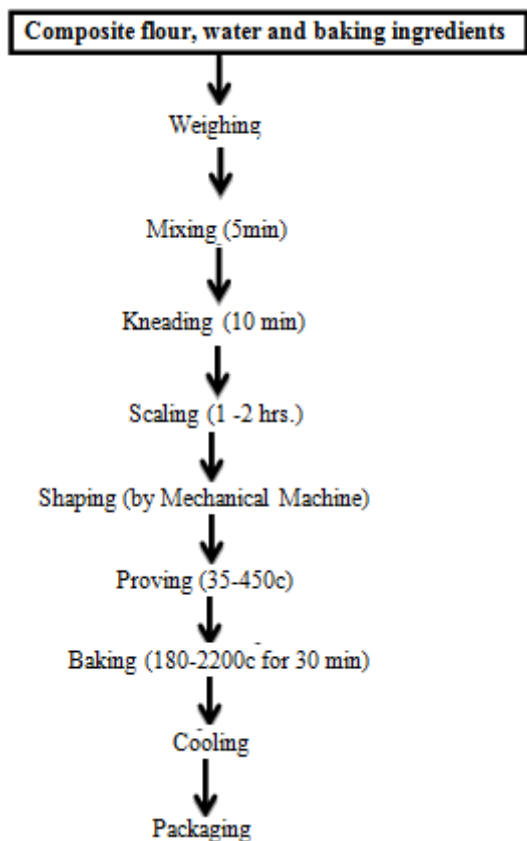 Composite flour, water and baking ingredients
Weighing
Mixing (5min)
Kneading (10 min)
Scaling (1 -2 hrs.)
Shaping (by Mechanical Machine)
Proving (35-450c)
Baking (180-2200c for 30 min)
Cooling
Packaging